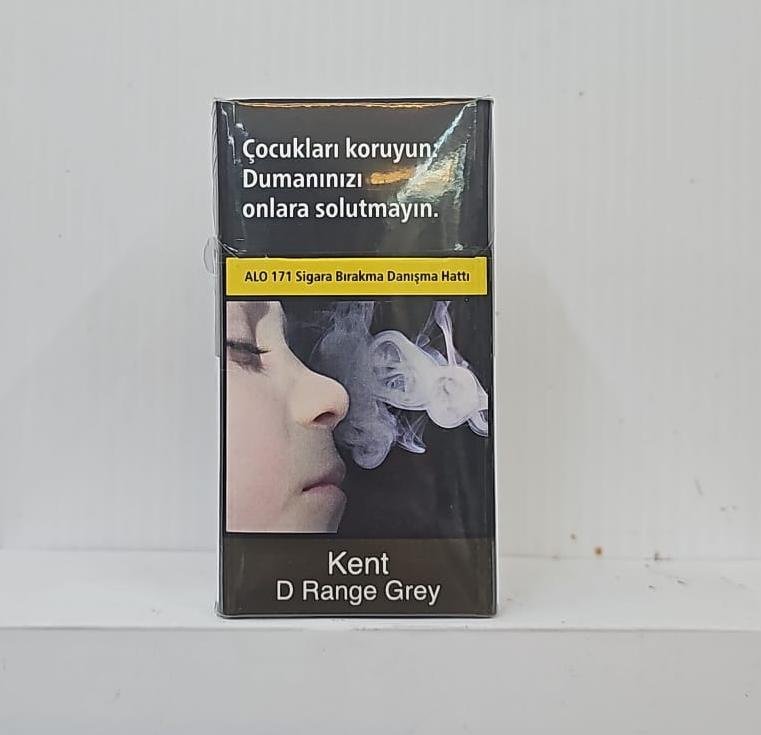 Çocukları koruyun:
Dumanınızı
onlara solutmayın.
ALO 171 Sigara Bırakma Danışma Hattı
Kent
D Range Grey